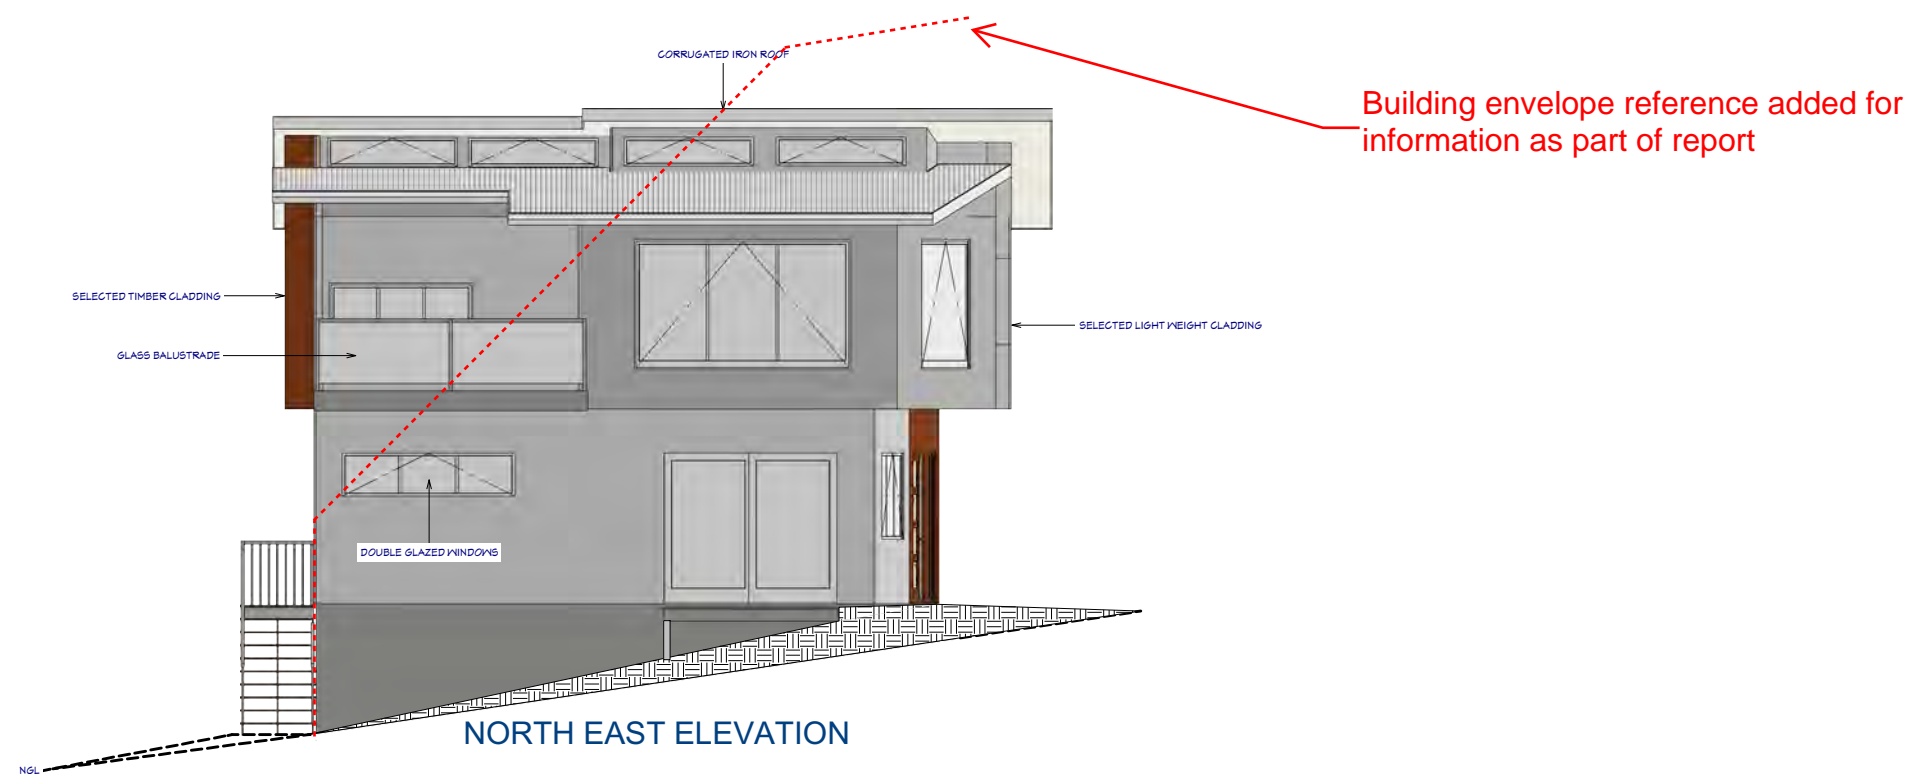 CORRUGATED IRON ROOF
Building envelope reference added for
information as part of report
SELECTED TIMBER CLADDING
SELECTED LIGHT WEIGHT CLADDING
GLASS BALUSTRADE
DOUBLE GLAZED WINDOWS
NORTH EAST ELEVATION
NGL